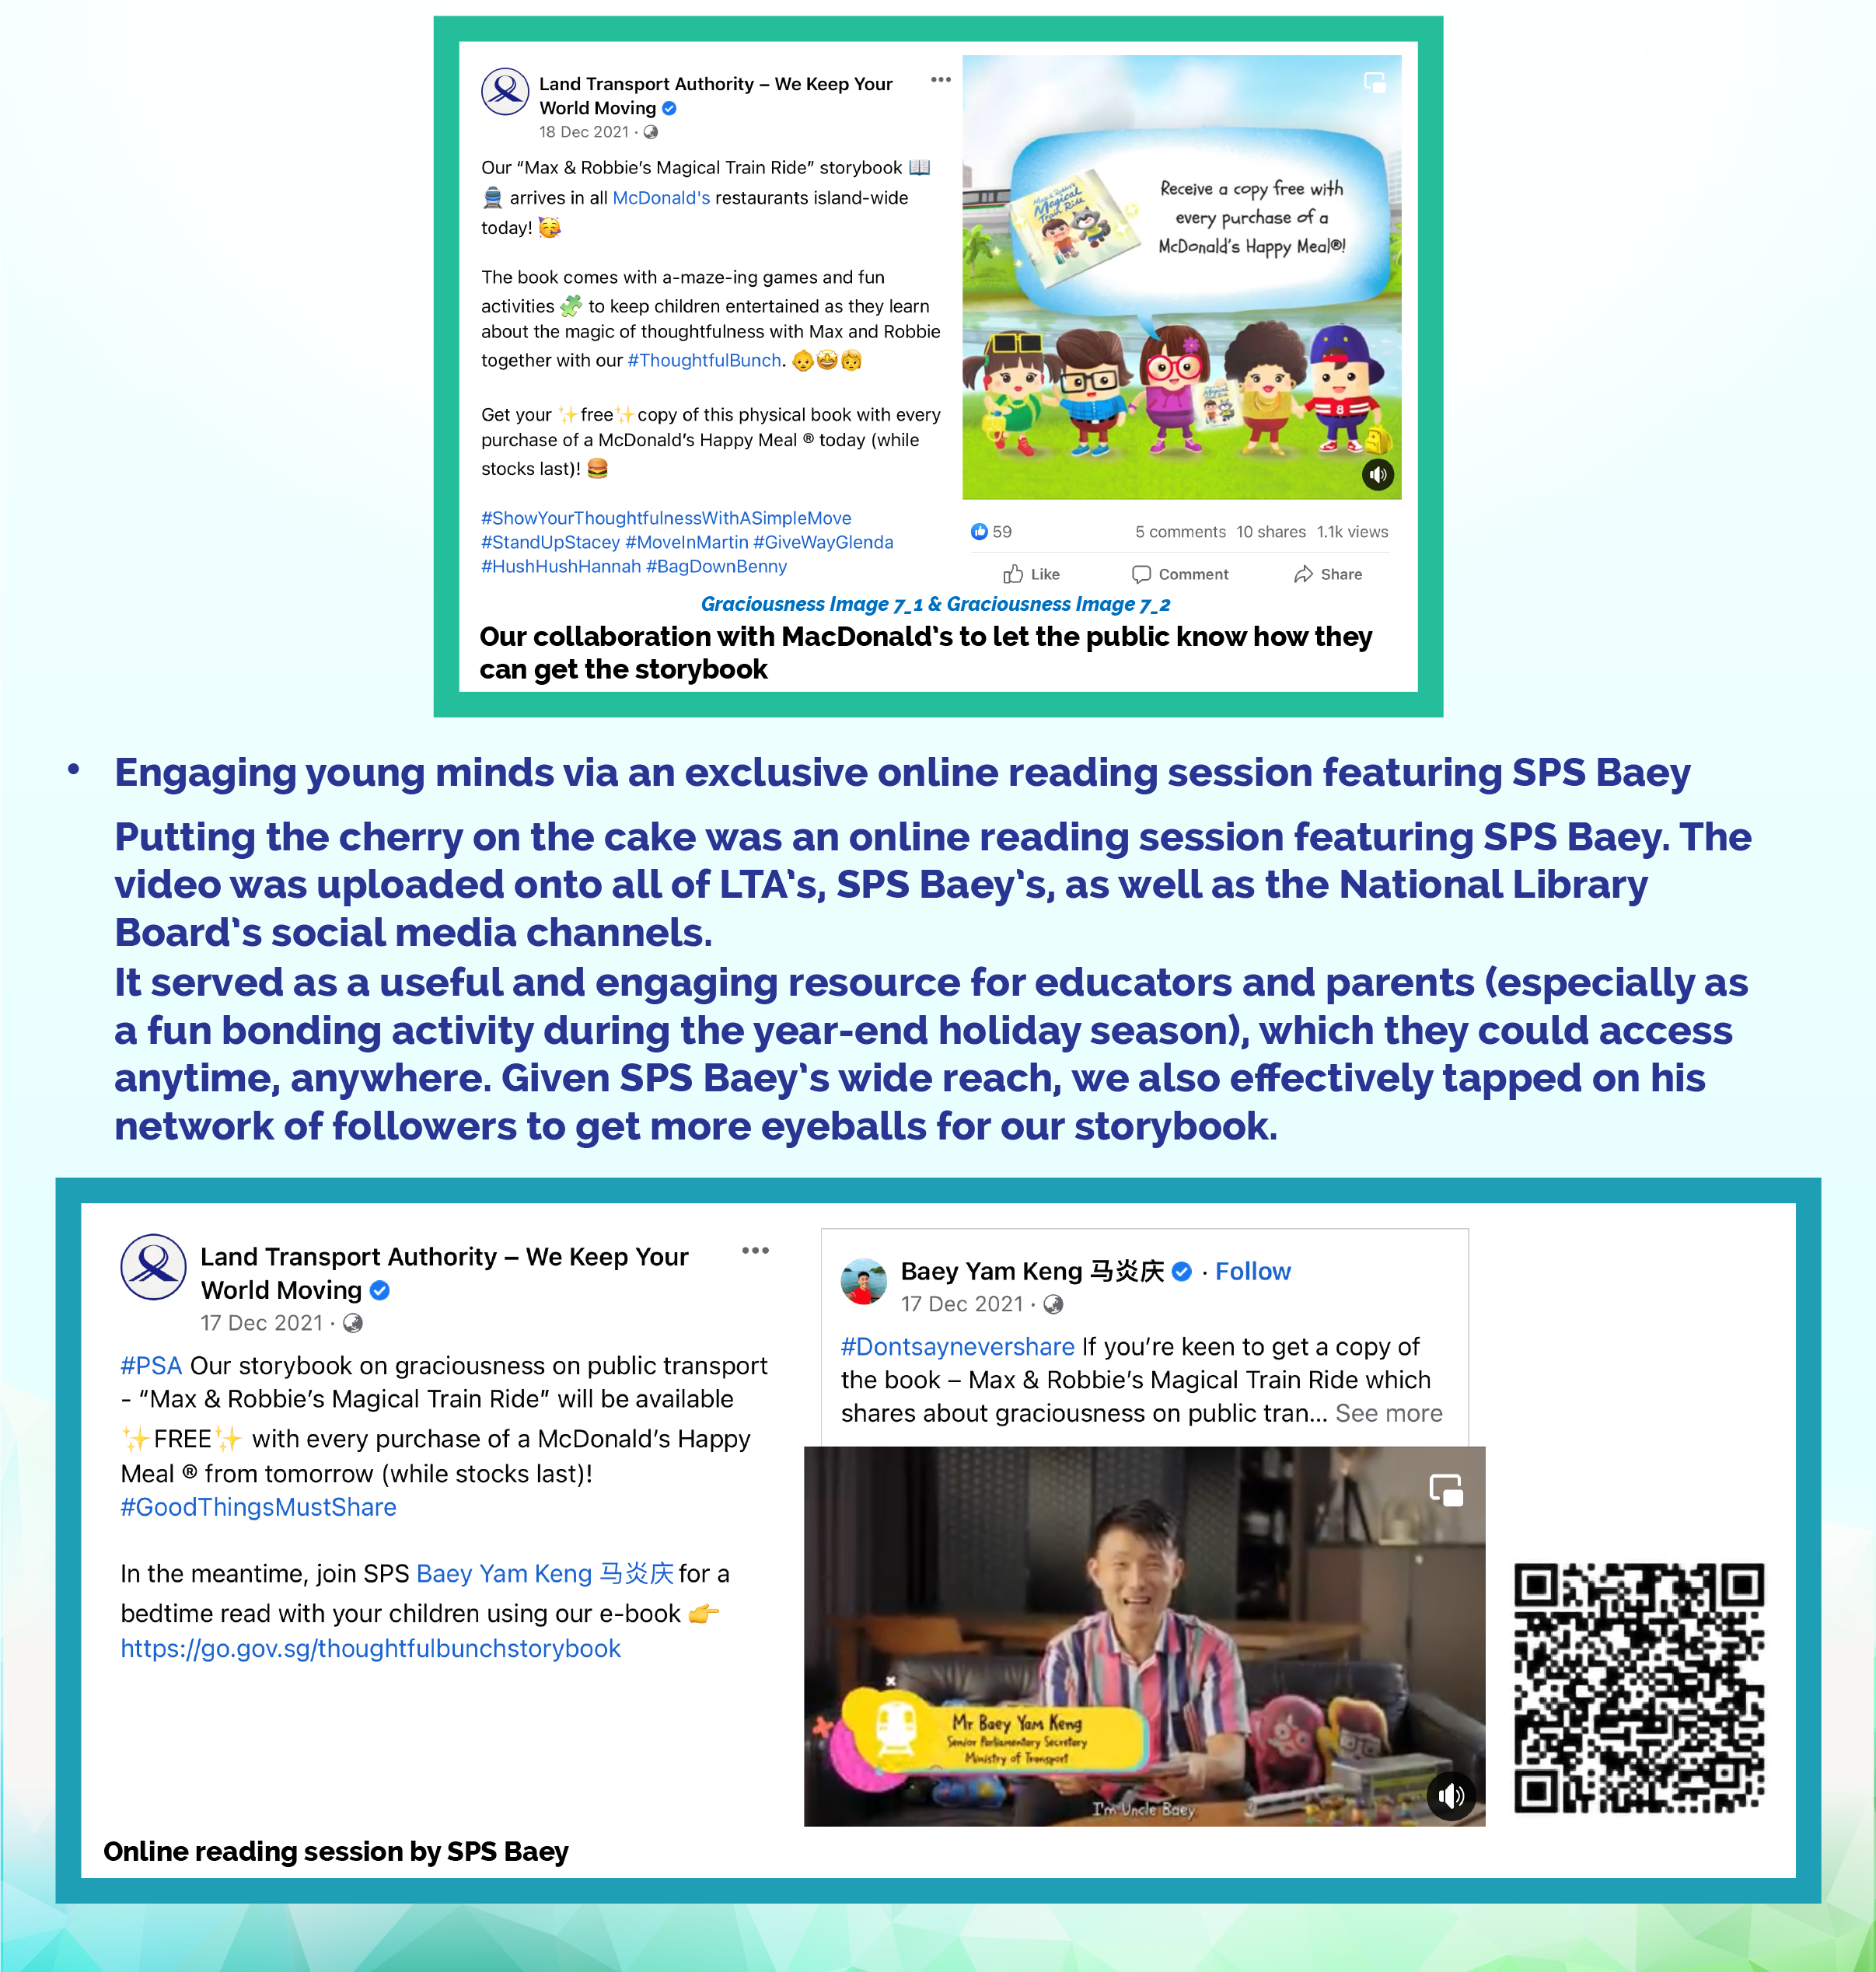 Land Transport Authority – We Keep Your
World Moving
18 Dec 2021 ·
Our “Max & Robbie’s Magical Train Ride” storybook 📖
🚆 arrives in all McDonald's restaurants island-wide
today! 🥳
The book comes with a-maze-ing games and fun
activities 🧩 to keep children entertained as they learn
about the magic of thoughtfulness with Max and Robbie
together with our #ThoughtfulBunch. 👶🤩👧
Get your ✨free✨copy of this physical book with every
purchase of a McDonald’s Happy Meal ® today (while
stocks last)! 🍔
#ShowYourThoughtfulnessWithASimpleMove
#StandUpStacey #MoveInMartin #GiveWayGlenda
#HushHushHannah #BagDownBenny
Max & Robbie's
Magical
Train Ride
Receive a copy free with
every purchase of a
McDonald's Happy Meal®!
8
59
5 comments 10 shares 1.1k views
Like Comment Share
Graciousness Image 7_1 & Graciousness Image 7_2
Our collaboration with MacDonald’s to let the public know how they
can get the storybook
• Engaging young minds via an exclusive online reading session featuring SPS Baey
Putting the cherry on the cake was an online reading session featuring SPS Baey. The
video was uploaded onto all of LTA’s, SPS Baey’s, as well as the National Library
Board’s social media channels.
It served as a useful and engaging resource for educators and parents (especially as
a fun bonding activity during the year-end holiday season), which they could access
anytime, anywhere. Given SPS Baey’s wide reach, we also effectively tapped on his
network of followers to get more eyeballs for our storybook.
Land Transport Authority – We Keep Your
World Moving
17 Dec 2021 ·
#PSA Our storybook on graciousness on public transport
- “Max & Robbie’s Magical Train Ride” will be available
✨FREE✨ with every purchase of a McDonald’s Happy
Meal ® from tomorrow (while stocks last)!
#GoodThingsMustShare
In the meantime, join SPS Baey Yam Keng 马炎庆 for a
bedtime read with your children using our e-book 👉
https://go.gov.sg/thoughtfulbunchstorybook
Baey Yam Keng 马炎庆 · Follow
17 Dec 2021 ·
#Dontsaynevershare If you’re keen to get a copy of
the book – Max & Robbie’s Magical Train Ride which
shares about graciousness on public tran... See more
Mr Baey Yam Keng
Senior Parliamentary Secretary
Ministry of Transport
I'm Uncle Baey.
Online reading session by SPS Baey